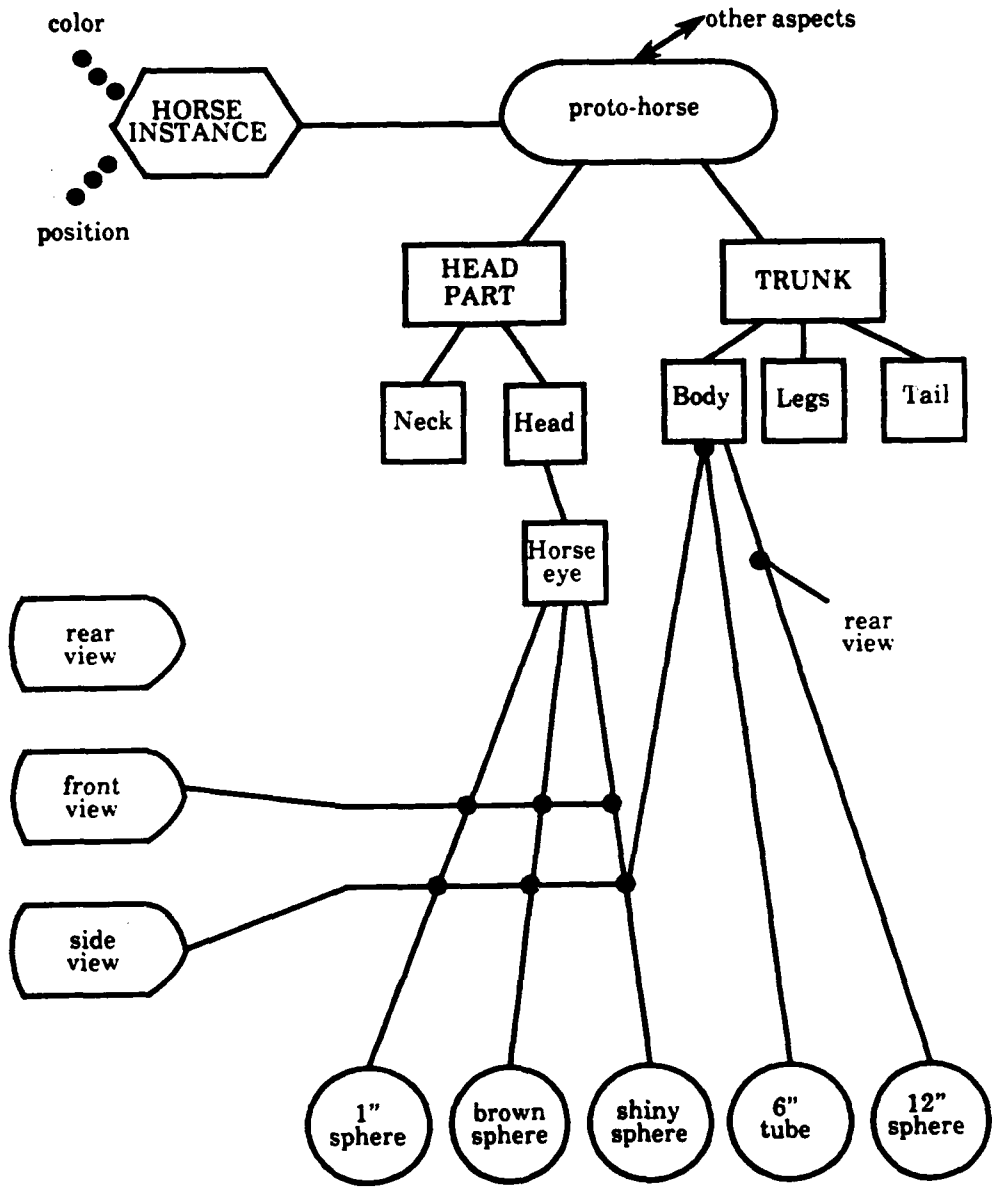 color
other aspects
HORSE
INSTANCE
proto-horse
position
HEAD
PART
TRUNK
Neck
Head
Body
Legs
Tail
Horse
eye
rear
view
rear
view
front
view
side
view
1”
sphere
brown
sphere
shiny
sphere
6”
tube
12”
sphere